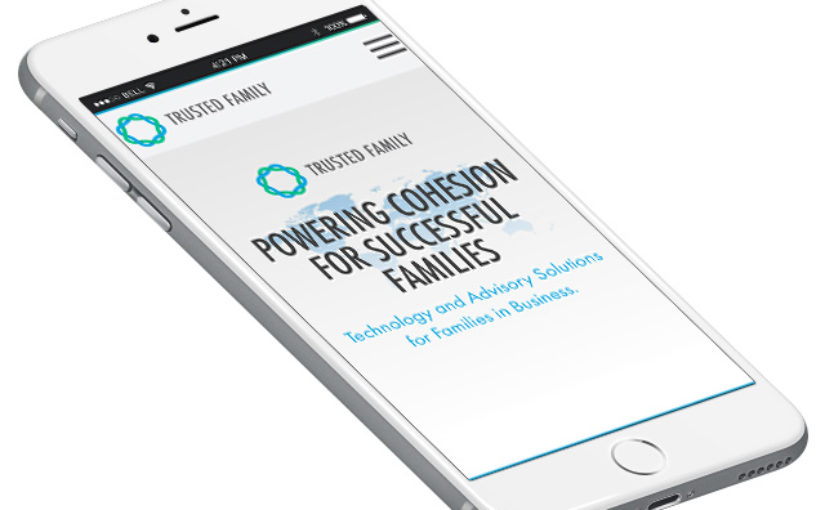 BELL 4:21 PM 100%
TRUSTED FAMILY
TRUSTED FAMILY
POWERING COHESION
FOR SUCCESSFUL
FAMILIES
Technology and Advisory Solutions
for Families in Business.